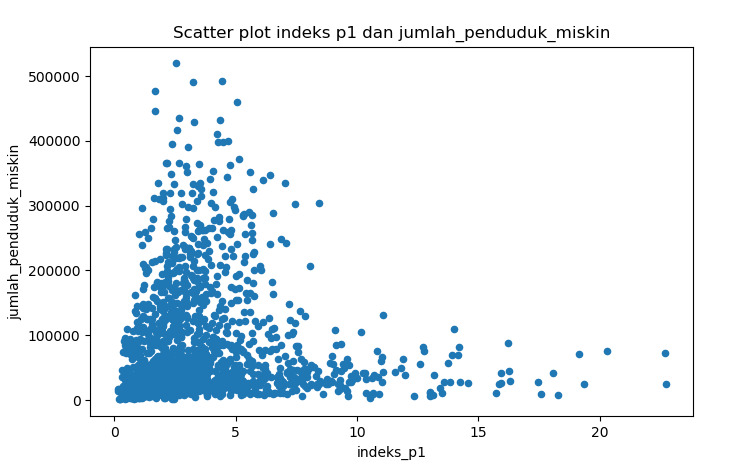 Scatter plot indeks p1 dan jumlah_penduduk_miskin
500000
400000
300000
200000
100000
0
jumlah_penduduk_miskin
0 5 10 15 20
indeks_p1